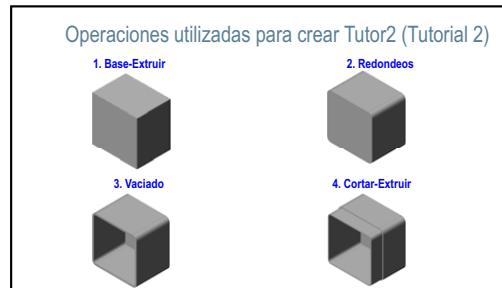 Operaciones utilizadas para crear Tutor2 (Tutorial 2)
1. Base-Extruir
2. Redondeos
3. Vaciado
4. Cortar-Extruir